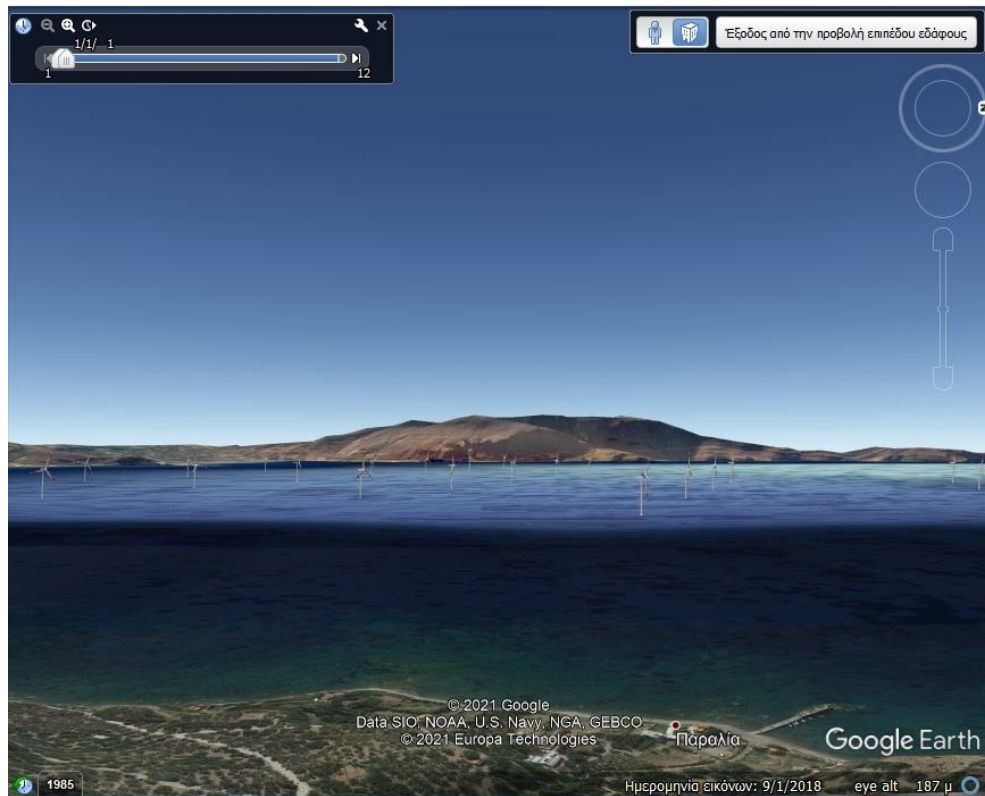 1/1/ 1
1
12
Έξοδος από την προβολή επιπέδου εδάφους
© 2021 Google
Data SIO, NOAA, U.S. Navy, NGA, GEBCO
© 2021 Europa Technologies
Παραλία
Google Earth
1985
Ημερομηνία εικόνων: 9/1/2018 eye alt 187 μ